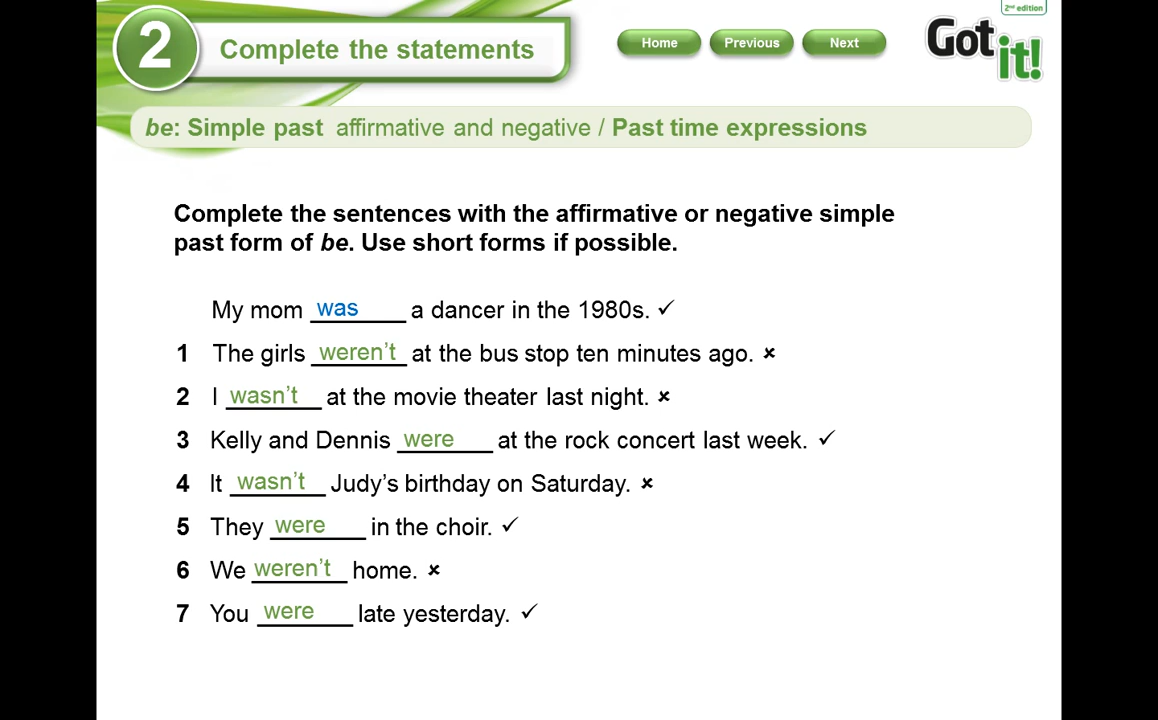 2nd edition
2
Complete the statements
Home
Previous
Next
Got it!
be: Simple past affirmative and negative / Past time expressions
Complete the sentences with the affirmative or negative simple
past form of be. Use short forms if possible.
My mom was a dancer in the 1980s. ✓
1 The girls weren’t at the bus stop ten minutes ago. ×
2 I wasn’t at the movie theater last night. ×
3 Kelly and Dennis were at the rock concert last week. ✓
4 It wasn’t Judy’s birthday on Saturday. ×
5 They were in the choir. ✓
6 We weren’t home. ×
7 You were late yesterday. ✓